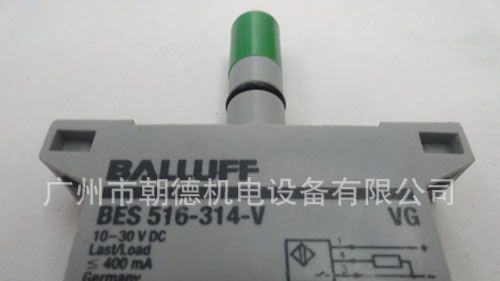 BALLUFF
广州市朝德机电设备有限公司
BES 516-314-V VG
10-30 V DC
Last/Load
≤ 400 mA
Germany